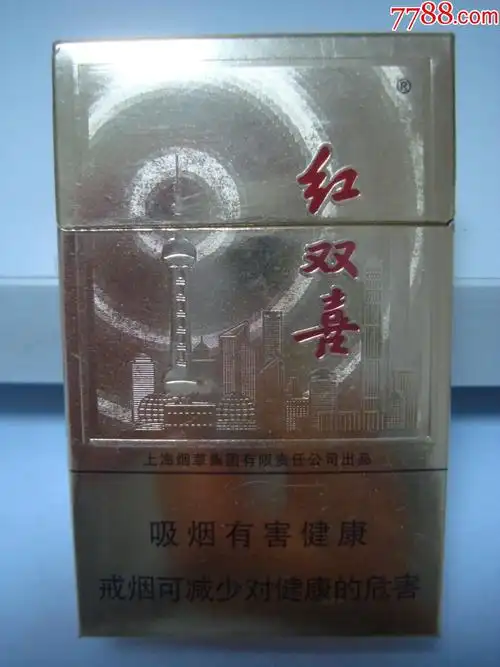 7788.com
®
红双喜
上海烟草集团有限责任公司出品
吸烟有害健康
戒烟可减少对健康的危害